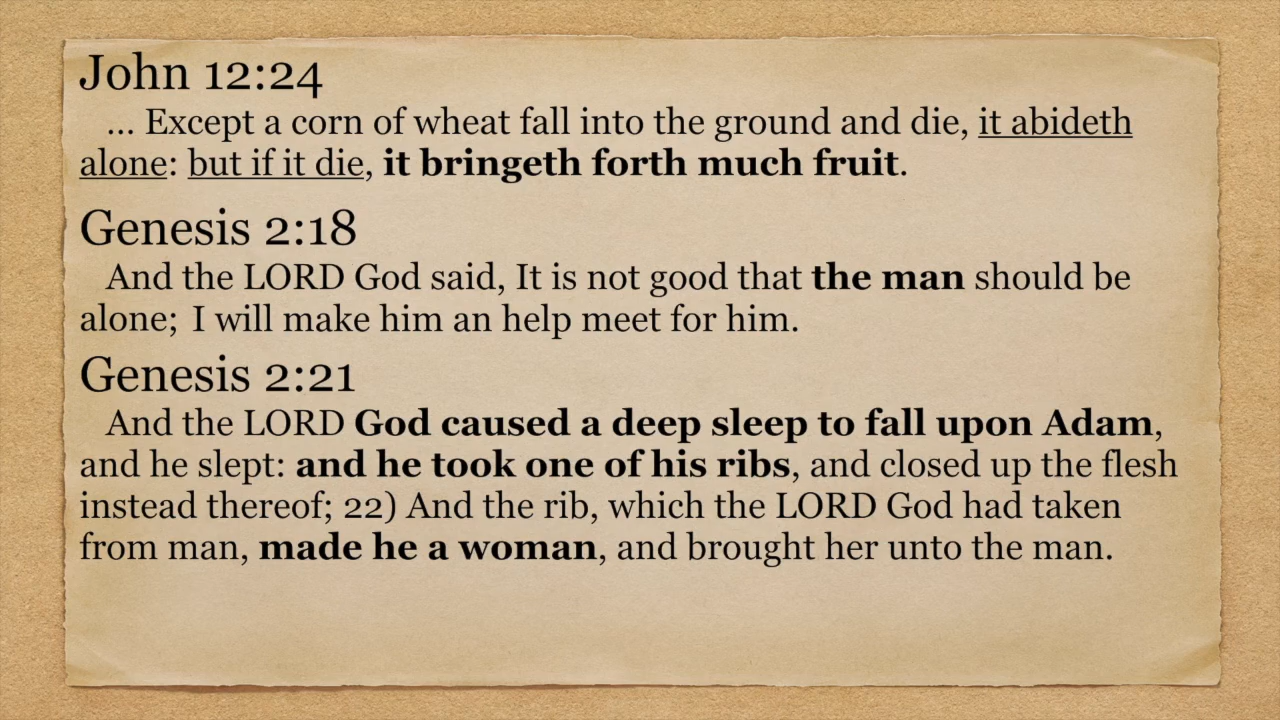 John 12:24
... Except a corn of wheat fall into the ground and die, it abideth
alone: but if it die, it bringeth forth much fruit.
Genesis 2:18
And the LORD God said, It is not good that the man should be
alone; I will make him an help meet for him.
Genesis 2:21
And the LORD God caused a deep sleep to fall upon Adam,
and he slept: and he took one of his ribs, and closed up the flesh
instead thereof; 22) And the rib, which the LORD God had taken
from man, made he a woman, and brought her unto the man.